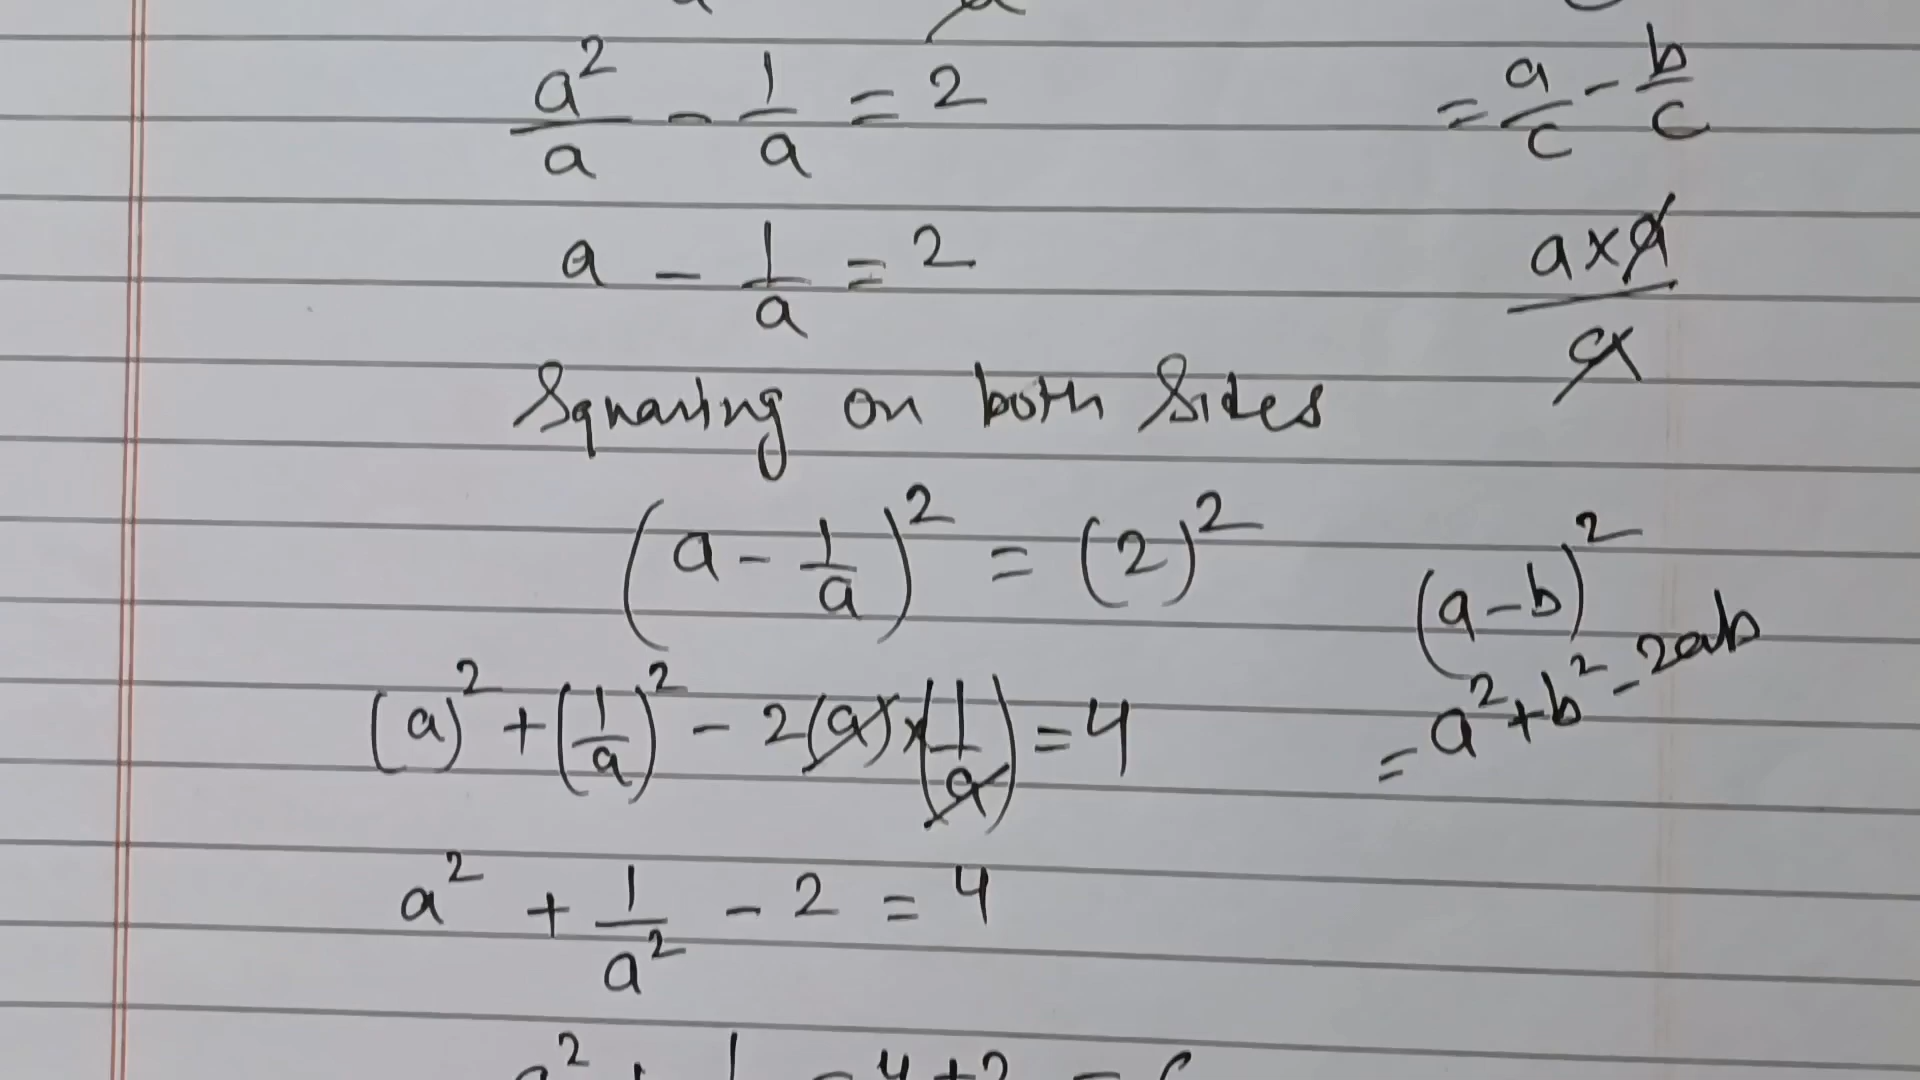 a²/a - 1/a = 2
= a/c - b/c
a - 1/a = 2
a×a/a
Squaring on both Sides
(a - 1/a)² = (2)²
(a-b)²
= a²+b²-2ab
(a)² + (1/a)² - 2(a)×(1/a) = 4
a² + 1/a² - 2 = 4